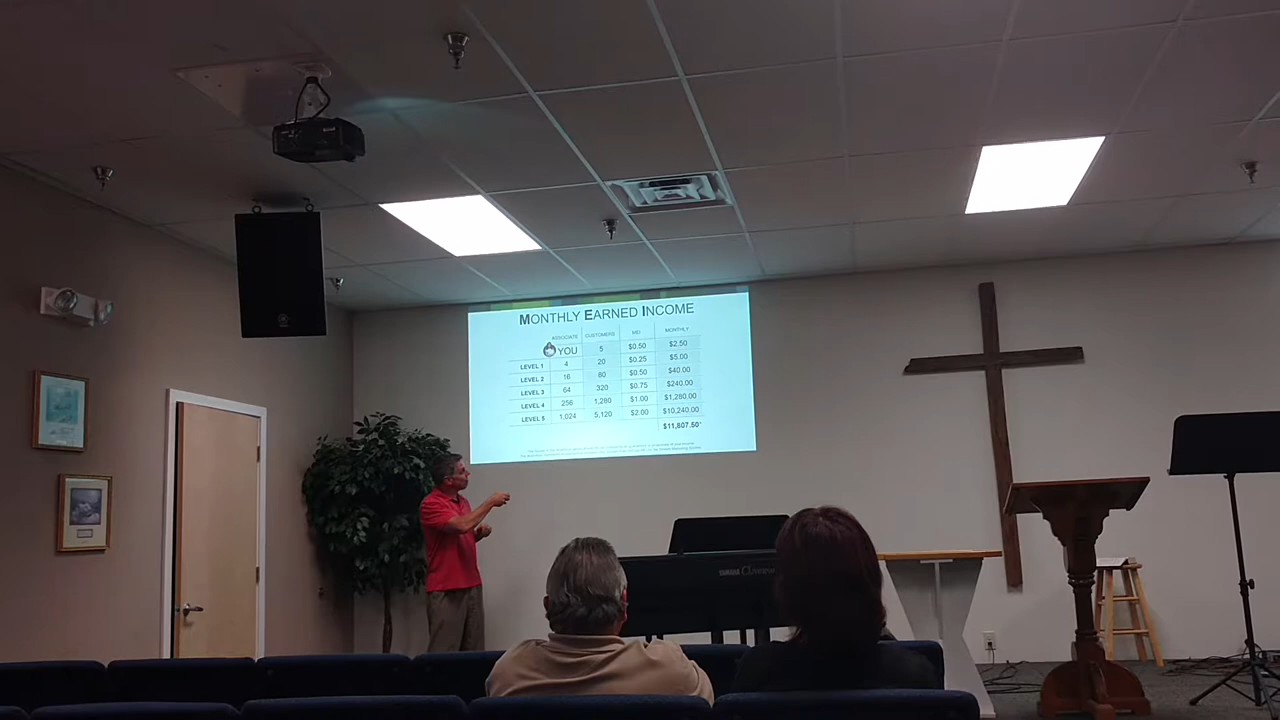 MONTHLY EARNED INCOME
ASSOCIATE CUSTOMERS MEI MONTHLY
YOU 5 $0.50 $2.50
LEVEL 1 4 20 $0.25 $5.00
LEVEL 2 16 80 $0.50 $40.00
LEVEL 3 64 320 $0.75 $240.00
LEVEL 4 256 1,280 $1.00 $1,280.00
LEVEL 5 1,024 5,120 $2.00 $10,240.00
$11,807.50*
YAMAHA